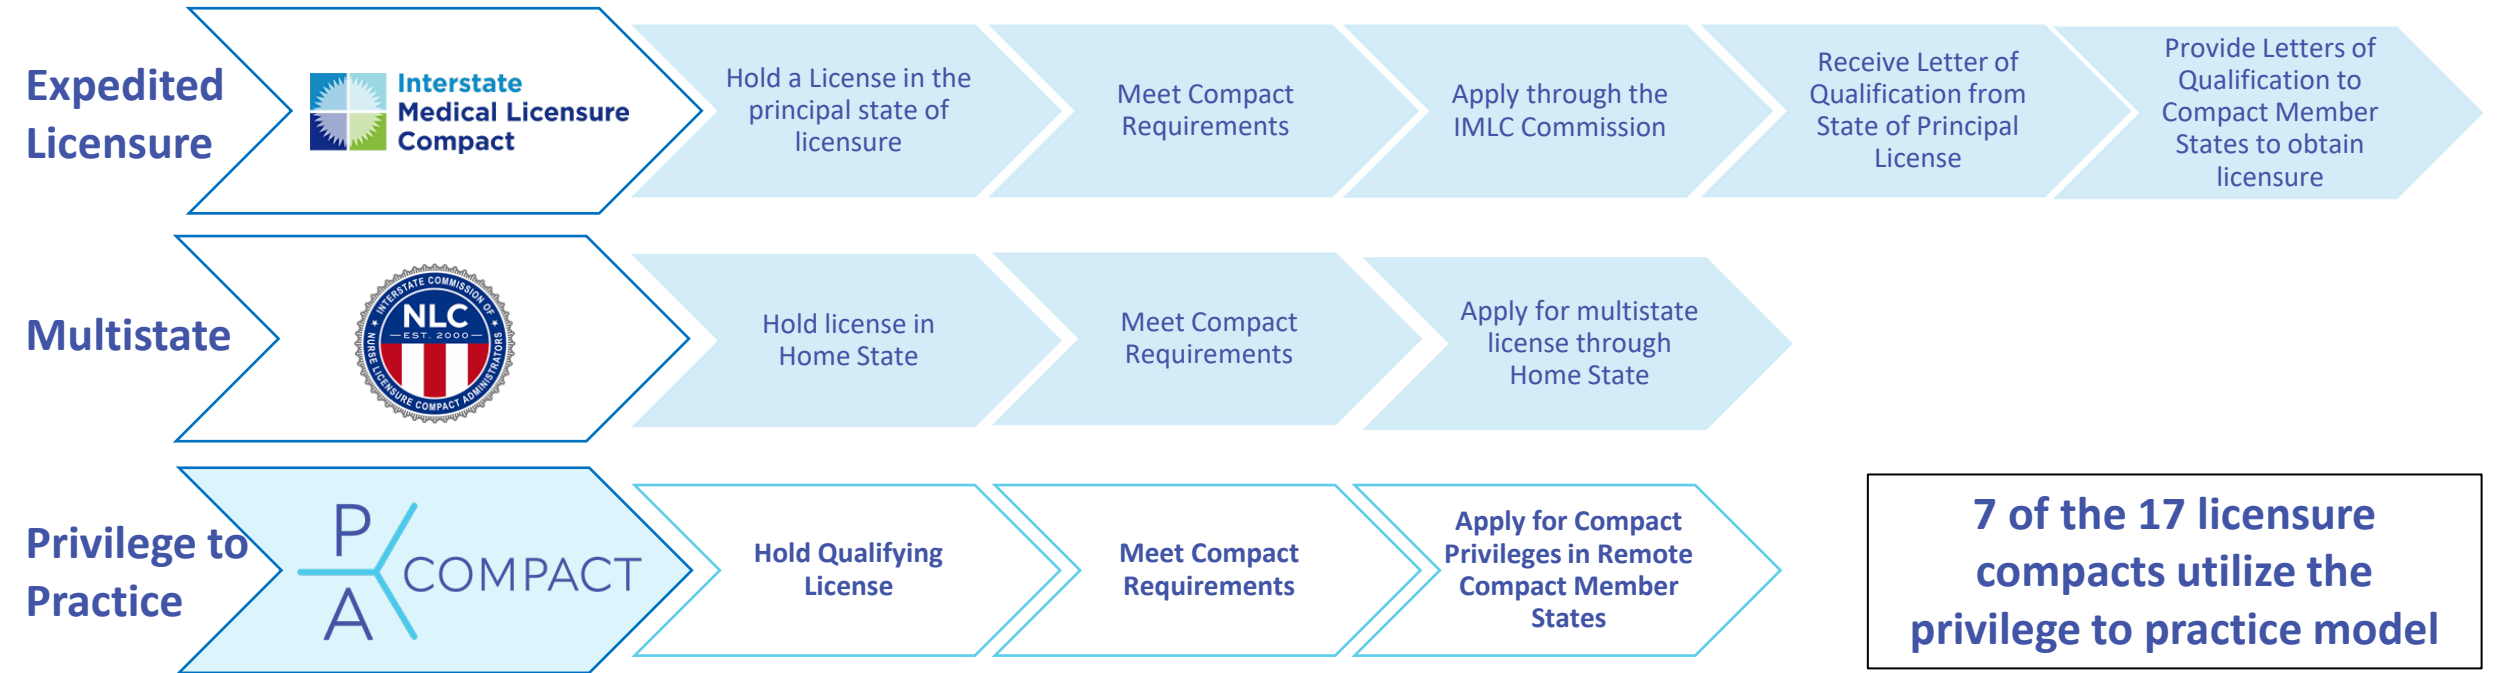 Expedited
Licensure
Interstate
Medical Licensure
Compact
Hold a License in the
principal state of
licensure
Meet Compact
Requirements
Apply through the
IMLC Commission
Receive Letter of
Qualification from
State of Principal
License
Provide Letters of
Qualification to
Compact Member
States to obtain
licensure
Multistate
INTERSTATE COMMISSION OF
NURSE LICENSURE COMPACT ADMINISTRATORS
NLC
EST. 2000
Hold license in
Home State
Meet Compact
Requirements
Apply for multistate
license through
Home State
Privilege to
Practice
PA COMPACT
Hold Qualifying
License
Meet Compact
Requirements
Apply for Compact
Privileges in Remote
Compact Member
States
7 of the 17 licensure
compacts utilize the
privilege to practice model